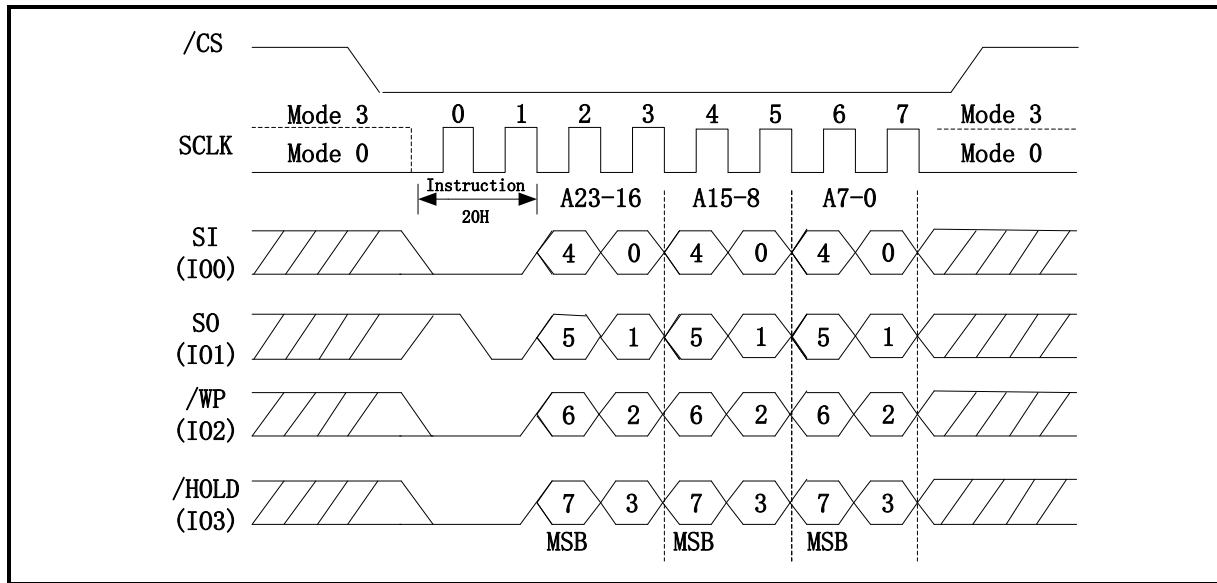 /CS
Mode 3 0 1 2 3 4 5 6 7 Mode 3
SCLK
Mode 0 Mode 0
Instruction
20H
A23-16 A15-8 A7-0
SI
(IO0)
4 0 4 0 4 0
SO
(IO1)
5 1 5 1 5 1
/WP
(IO2)
6 2 6 2 6 2
/HOLD
(IO3)
7 3 7 3 7 3
MSB MSB MSB